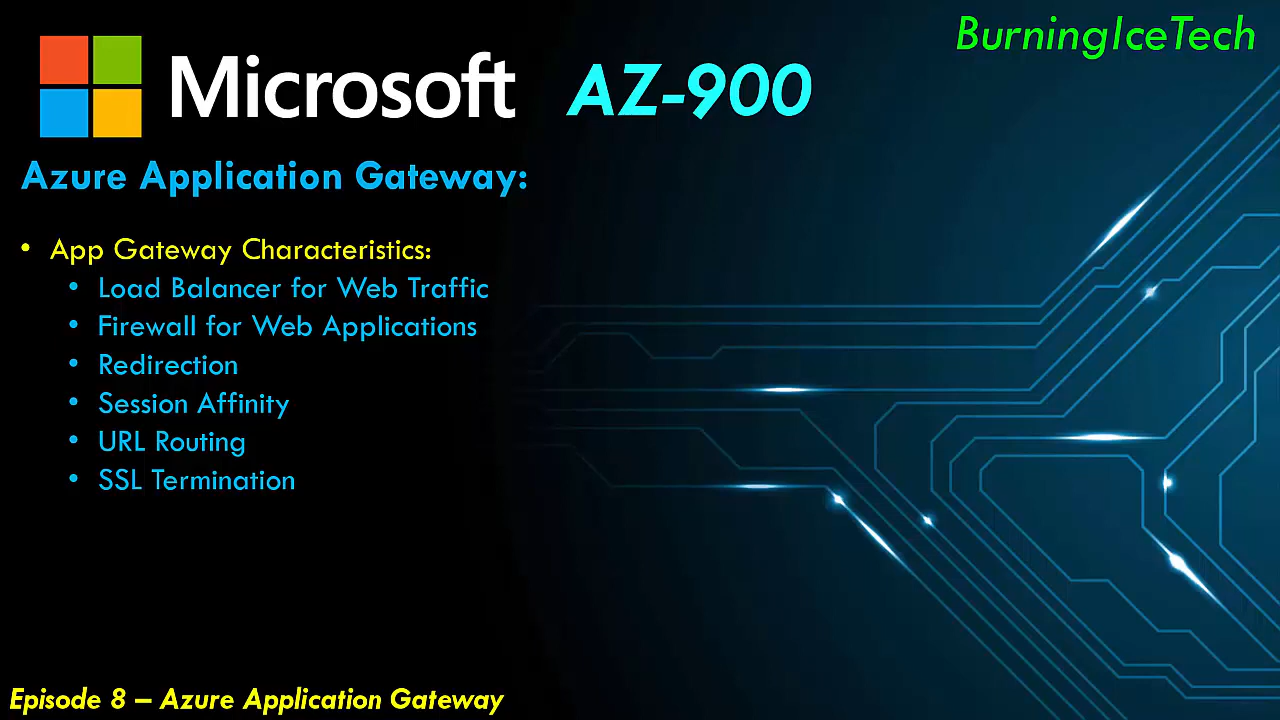 BurningIceTech
Microsoft AZ-900
Azure Application Gateway:
• App Gateway Characteristics:
• Load Balancer for Web Traffic
• Firewall for Web Applications
• Redirection
• Session Affinity
• URL Routing
• SSL Termination
Episode 8 – Azure Application Gateway